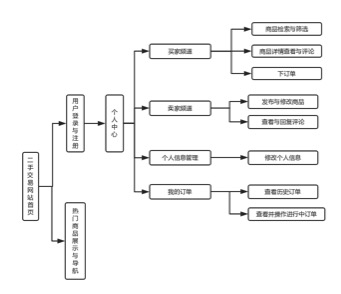 二手交易网站首页
用户登录与注册
热门商品展示与导航
个人中心
买家频道
商品检索与筛选
商品详情查看与评论
下订单
卖家频道
发布与修改商品
查看与回复评论
个人信息管理
修改个人信息
我的订单
查看历史订单
查看并操作进行中订单